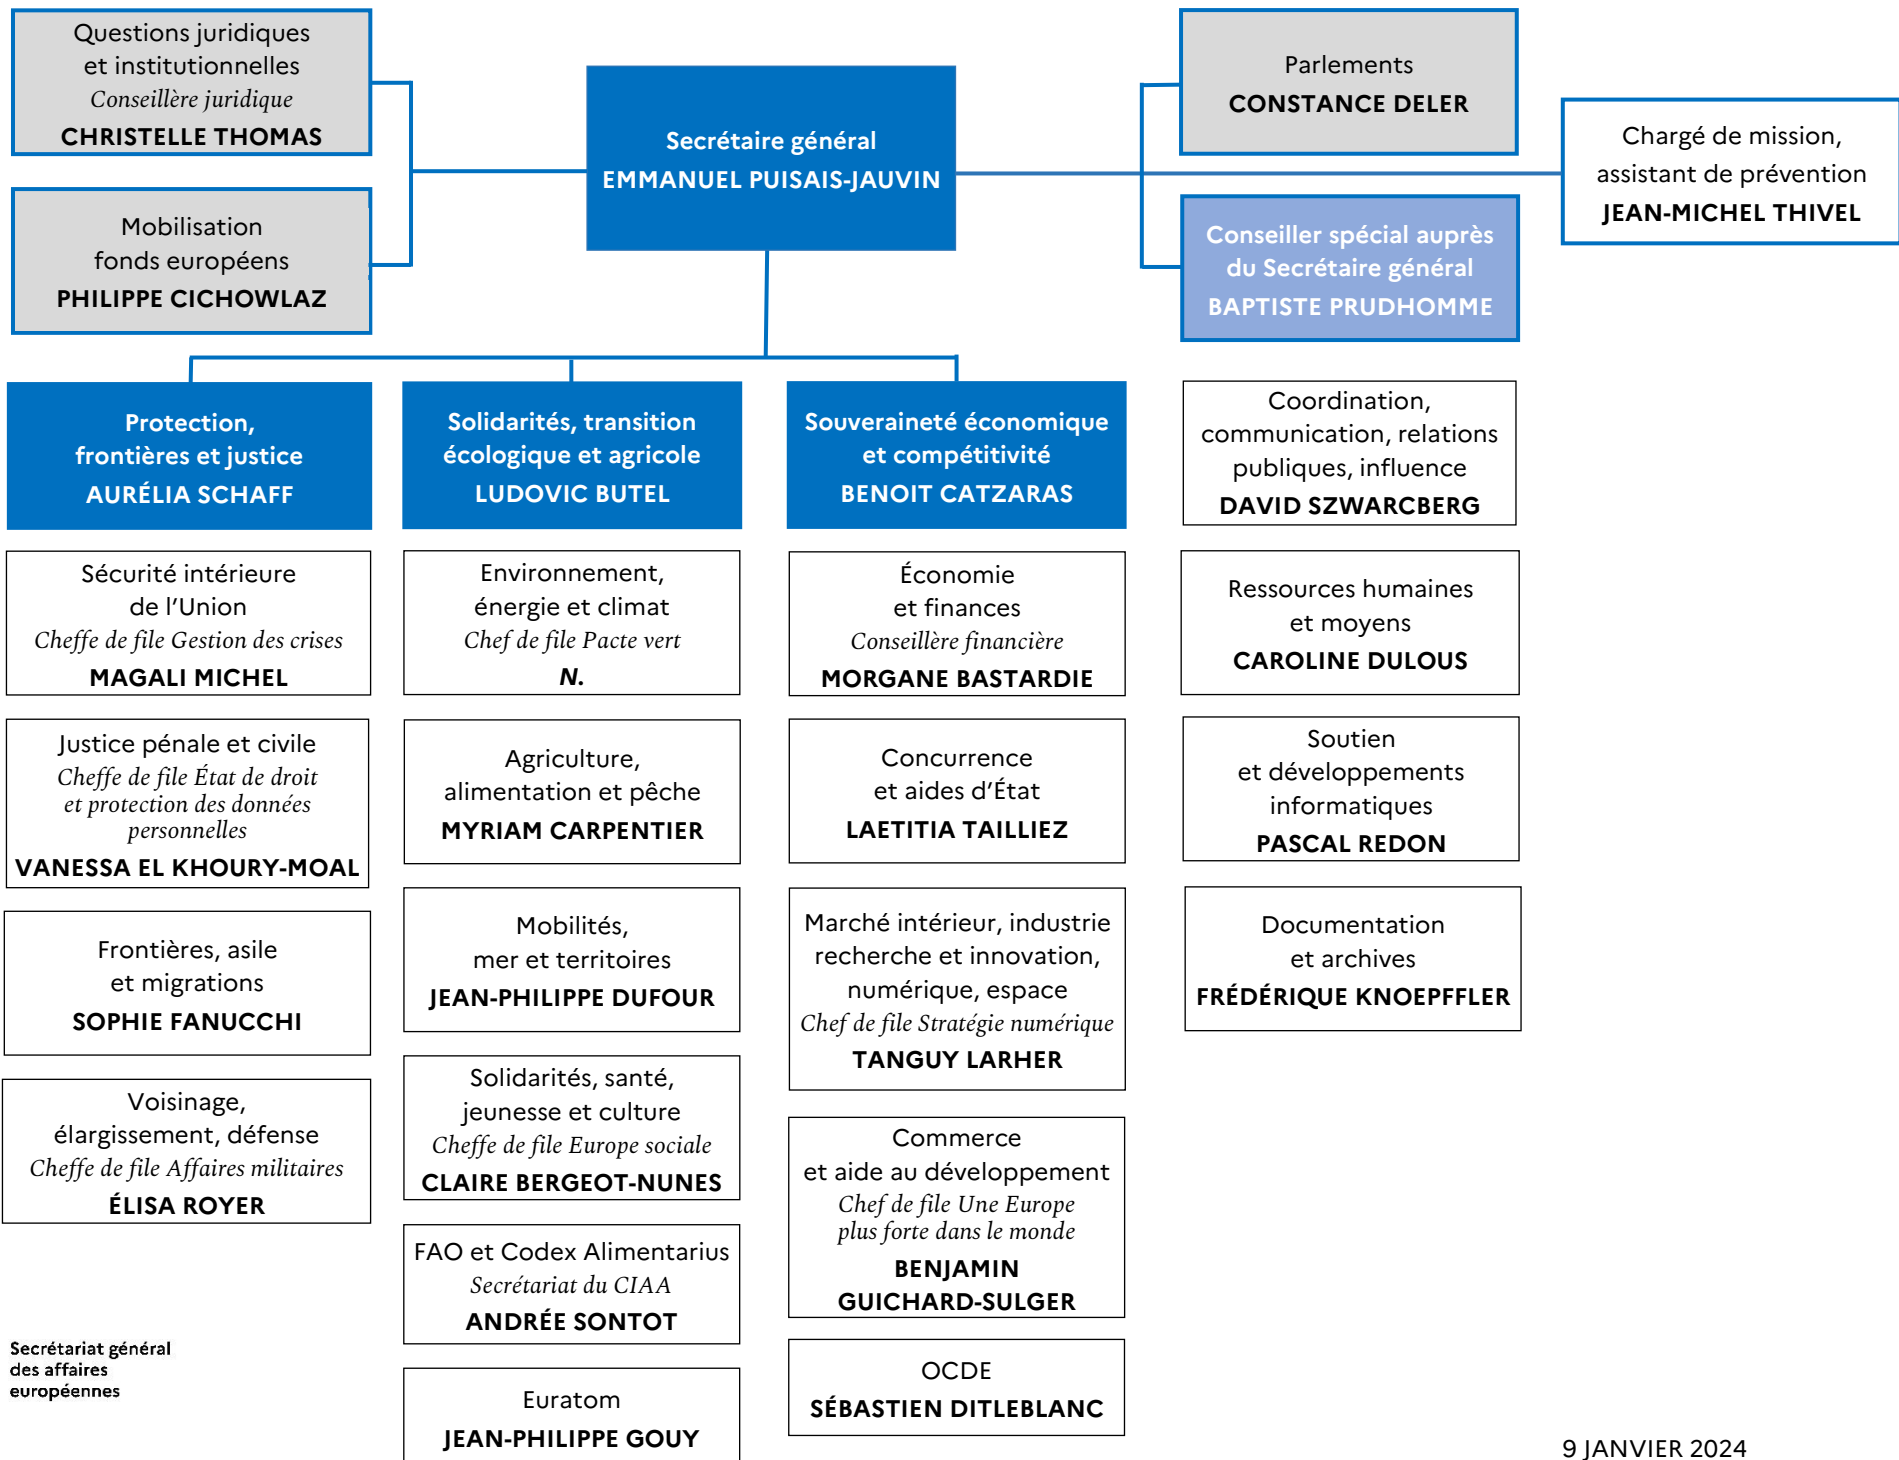 Questions juridiques
et institutionnelles
Conseillère juridique
CHRISTELLE THOMAS
Mobilisation
fonds européens
PHILIPPE CICHOWLAZ
Secrétaire général
EMMANUEL PUISAIS-JAUVIN
Parlements
CONSTANCE DELER
Conseiller spécial auprès
du Secrétaire général
BAPTISTE PRUDHOMME
Chargé de mission,
assistant de prévention
JEAN-MICHEL THIVEL
Protection,
frontières et justice
AURÉLIA SCHAFF
Sécurité intérieure
de l'Union
Cheffe de file Gestion des crises
MAGALI MICHEL
Justice pénale et civile
Cheffe de file État de droit
et protection des données
personnelles
VANESSA EL KHOURY-MOAL
Frontières, asile
et migrations
SOPHIE FANUCCHI
Voisinage,
élargissement, défense
Cheffe de file Affaires militaires
ÉLISA ROYER
Solidarités, transition
écologique et agricole
LUDOVIC BUTEL
Environnement,
énergie et climat
Chef de file Pacte vert
N.
Agriculture,
alimentation et pêche
MYRIAM CARPENTIER
Mobilités,
mer et territoires
JEAN-PHILIPPE DUFOUR
Solidarités, santé,
jeunesse et culture
Cheffe de file Europe sociale
CLAIRE BERGEOT-NUNES
FAO et Codex Alimentarius
Secrétariat du CIAA
ANDRÉE SONTOT
Euratom
JEAN-PHILIPPE GOUY
Souveraineté économique
et compétitivité
BENOIT CATZARAS
Économie
et finances
Conseillère financière
MORGANE BASTARDIE
Concurrence
et aides d'État
LAETITIA TAILLIEZ
Marché intérieur, industrie
recherche et innovation,
numérique, espace
Chef de file Stratégie numérique
TANGUY LARHER
Commerce
et aide au développement
Chef de file Une Europe
plus forte dans le monde
BENJAMIN
GUICHARD-SULGER
OCDE
SÉBASTIEN DITLEBLANC
Coordination,
communication, relations
publiques, influence
DAVID SZWARCBERG
Ressources humaines
et moyens
CAROLINE DULOUS
Soutien
et développements
informatiques
PASCAL REDON
Documentation
et archives
FRÉDÉRIQUE KNOEPFFLER
Secrétariat général
des affaires
européennes
9 JANVIER 2024